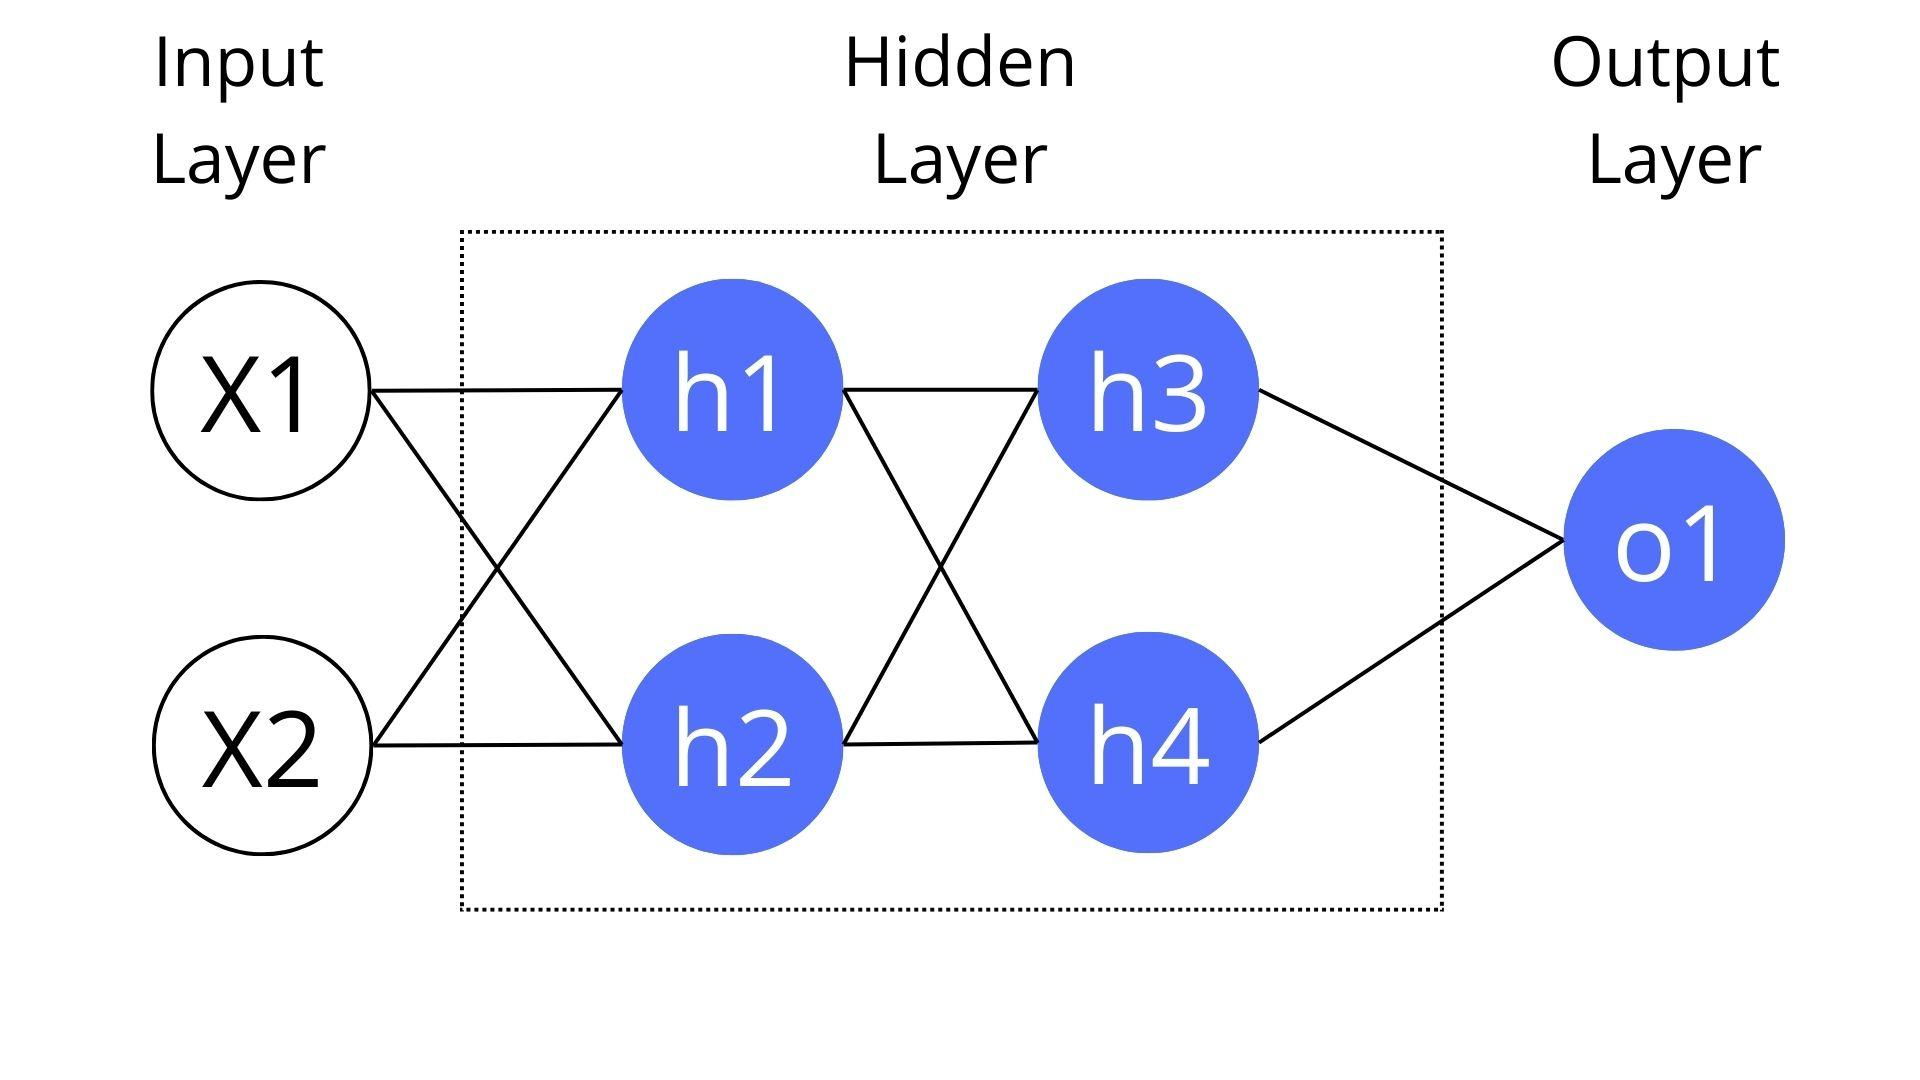 Input
Layer
Hidden
Layer
Output
Layer
X1
h1
h3
o1
X2
h2
h4